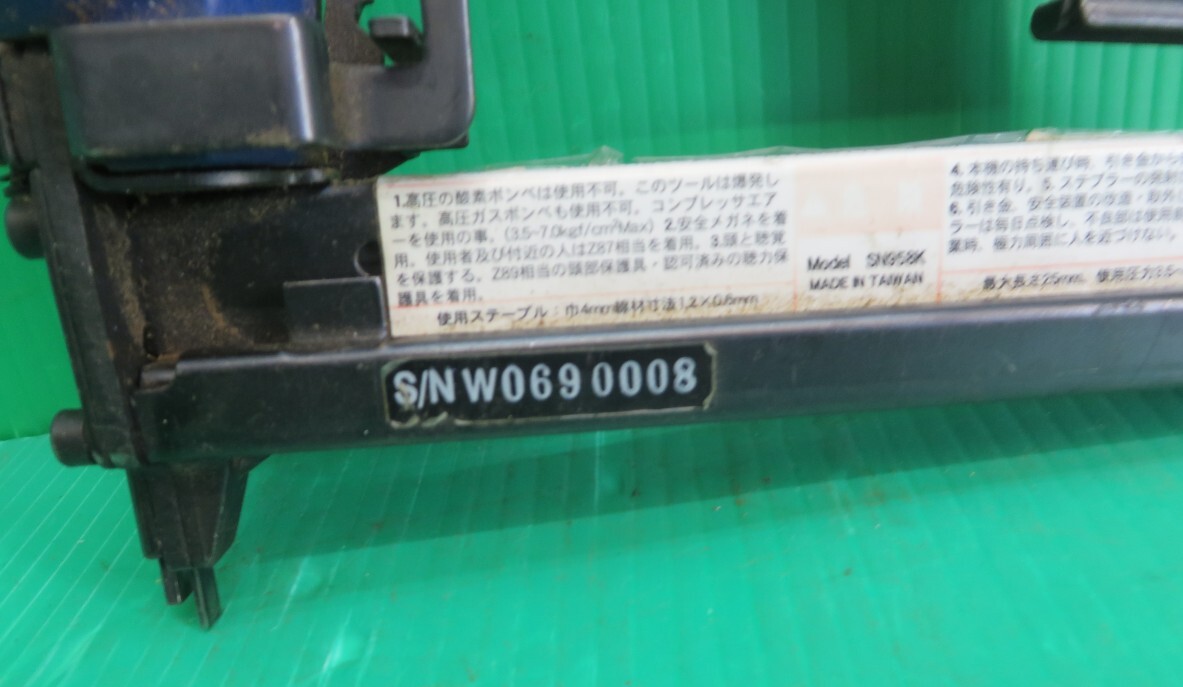 1.高圧の酸素ボンベは使用不可。このツールは爆発し
ます。高圧ガスボンベも使用不可。コンプレッサエア
ーを使用の事。(3.5~7.0kgf/cm²Max) 2.安全メガネを着
用。使用者及び付近の人はZ87相当を着用。3.頭と聴覚
を保護する。Z89相当の頭部保護具・認可済みの聴力保
護具を着用。
使用ステープル：巾4mm線材寸法1.2×0.6mm
Model SN958K
MADE IN TAIWAN
4. 本機の持ち運び時、引き金から
危険性有り。5. ステプラーの発射
6. 引き金、安全装置の改造・取外し
ラーは毎日点検し、不良部は使用前
業時、極力周囲に人を近づけない。
最大長さ25mm、使用圧力3.5~
S/N W0690008